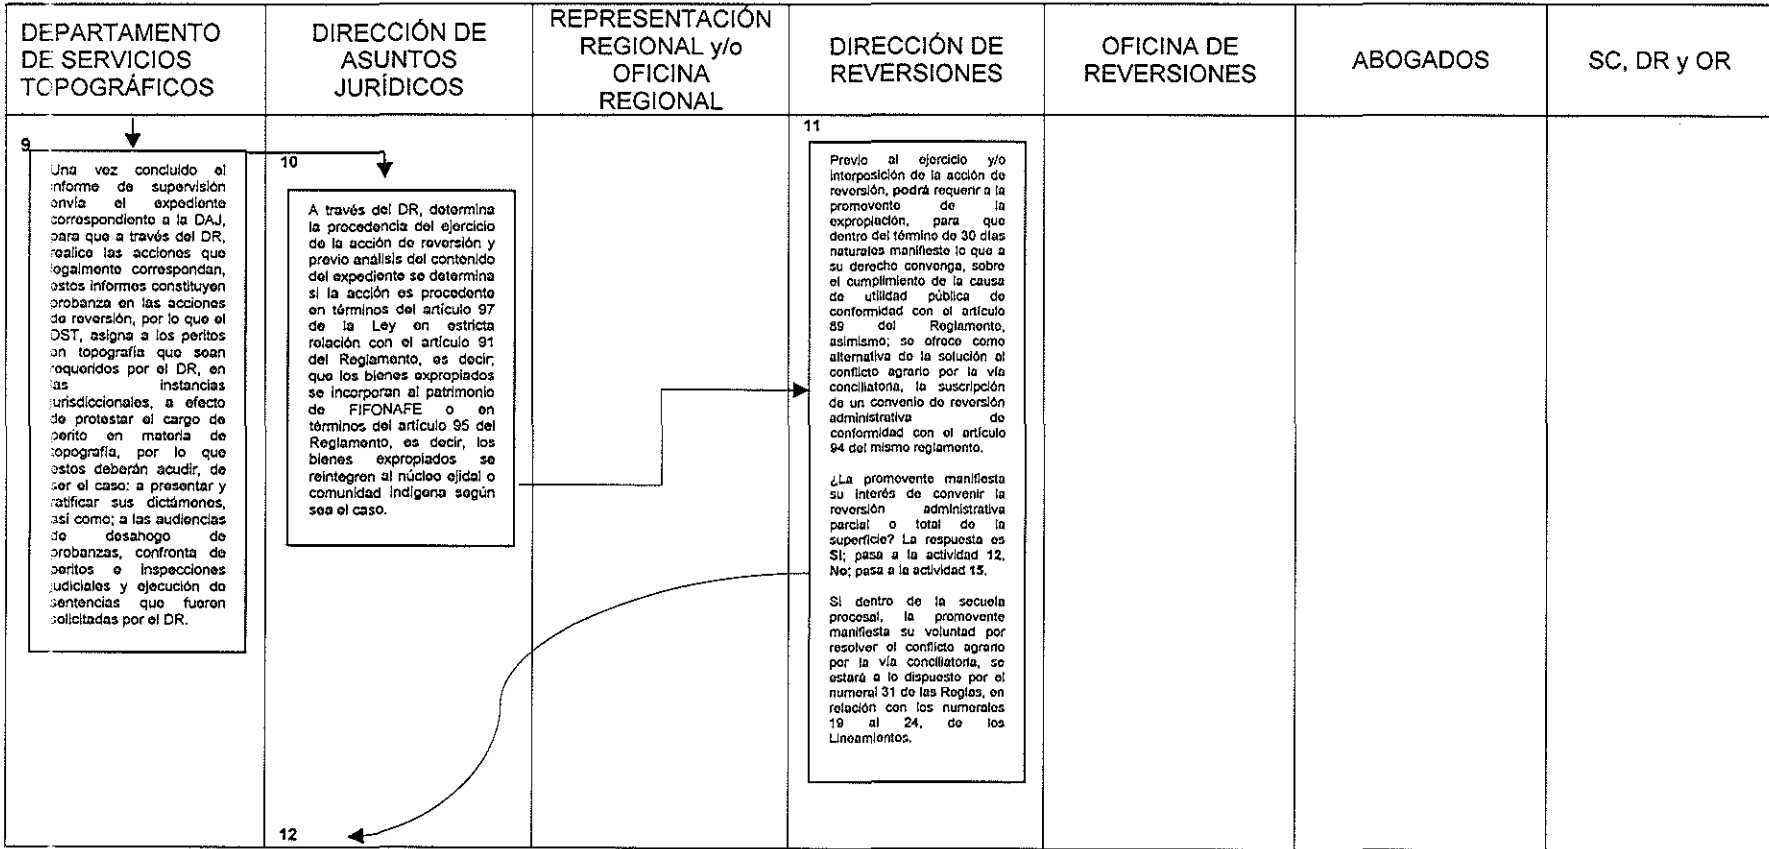 DEPARTAMENTO
DE SERVICIOS
TOPOGRÁFICOS
DIRECCIÓN DE
ASUNTOS
JURÍDICOS
REPRESENTACIÓN
REGIONAL y/o
OFICINA
REGIONAL
DIRECCIÓN DE
REVERSIONES
OFICINA DE
REVERSIONES
ABOGADOS
SC, DR y OR
9
Una vez concluido el
informe de supervisión
envía el expediente
correspondiente a la DAJ,
para que a través del DR,
realice las acciones que
legalmente correspondan,
estos informes constituyen
probanza en las acciones
de reversión, por lo que el
DST, asigna a los peritos
en topografía que sean
requeridos por el DR, en
las instancias
jurisdiccionales, a efecto
de protestar el cargo de
perito en materia de
topografía, por lo que
estos deberán acudir, de
ser el caso: a presentar y
ratificar sus dictámenes,
así como; a las audiencias
de desahogo de
probanzas, confronta de
peritos e inspecciones
judiciales y ejecución de
sentencias que fueron
solicitadas por el DR.
10
A través del DR, determina
la procedencia del ejercicio
de la acción de reversión y
previo análisis del contenido
del expediente se determina
si la acción es procedente
en términos del artículo 97
de la Ley en estricta
relación con el artículo 91
del Reglamento, es decir;
que los bienes expropiados
se incorporan al patrimonio
de FIFONAFE o en
términos del artículo 95 del
Reglamento, es decir, los
bienes expropiados se
reintegren al núcleo ejidal o
comunidad indígena según
sea el caso.
11
Previo al ejercicio y/o
interposición de la acción de
reversión, podrá requerir a la
promovente de la
expropiación, para que
dentro del término de 30 días
naturales manifieste lo que a
su derecho convenga, sobre
el cumplimiento de la causa
de utilidad pública de
conformidad con el artículo
89 del Reglamento,
asimismo; se ofrece como
alternativa de la solución al
conflicto agrario por la vía
conciliatoria, la suscripción
de un convenio de reversión
administrativa de
conformidad con el artículo
94 del mismo reglamento.
¿La promovente manifiesta
su interés de convenir la
reversión administrativa
parcial o total de la
superficie? La respuesta es
SI; pasa a la actividad 12,
No; pasa a la actividad 15.
Si dentro de la secuela
procesal, la promovente
manifiesta su voluntad por
resolver el conflicto agrario
por la vía conciliatoria, se
estará a lo dispuesto por el
numeral 31 de las Reglas, en
relación con los numerales
19 al 24, de los
Lineamientos.
12